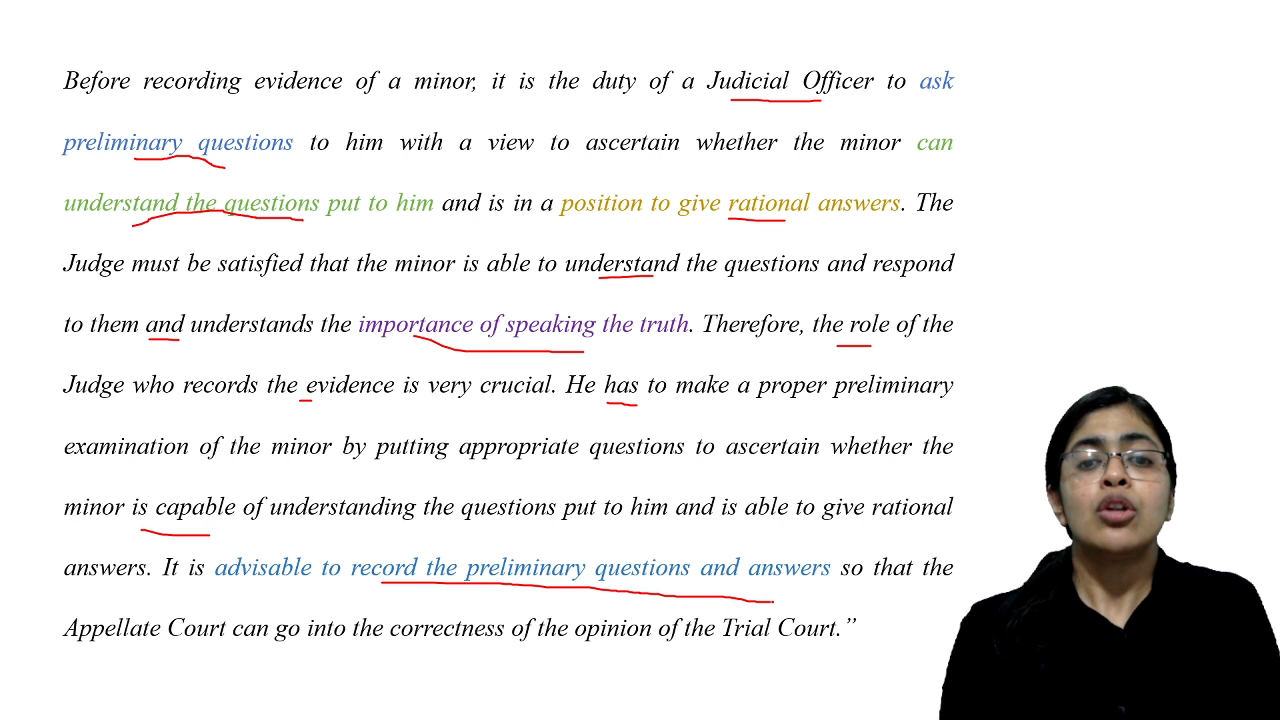 Before recording evidence of a minor, it is the duty of a Judicial Officer to ask
preliminary questions to him with a view to ascertain whether the minor can
understand the questions put to him and is in a position to give rational answers. The
Judge must be satisfied that the minor is able to understand the questions and respond
to them and understands the importance of speaking the truth. Therefore, the role of the
Judge who records the evidence is very crucial. He has to make a proper preliminary
examination of the minor by putting appropriate questions to ascertain whether the
minor is capable of understanding the questions put to him and is able to give rational
answers. It is advisable to record the preliminary questions and answers so that the
Appellate Court can go into the correctness of the opinion of the Trial Court.”